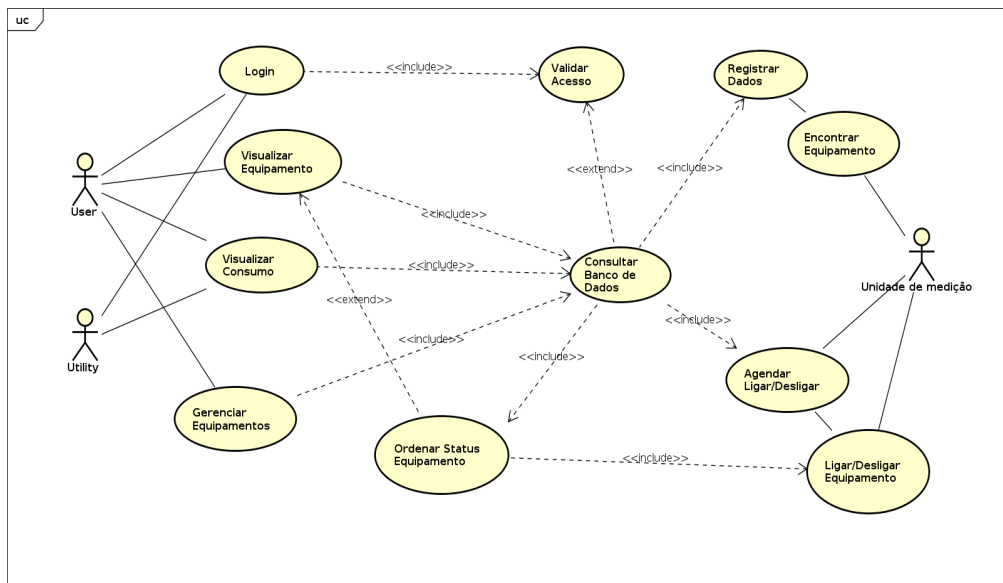 uc
Login
<<include>>
Validar
Acesso
Registrar
Dados
Encontrar
Equipamento
Visualizar
Equipamento
<<extend>>
<<include>>
User
<<include>>
Visualizar
Consumo
<<include>>
Consultar
Banco de
Dados
Unidade de medição
<<extend>>
<<include>>
<<include>>
<<include>>
Utility
Agendar
Ligar/Desligar
Gerenciar
Equipamentos
Ordenar Status
Equipamento
<<include>>
Ligar/Desligar
Equipamento